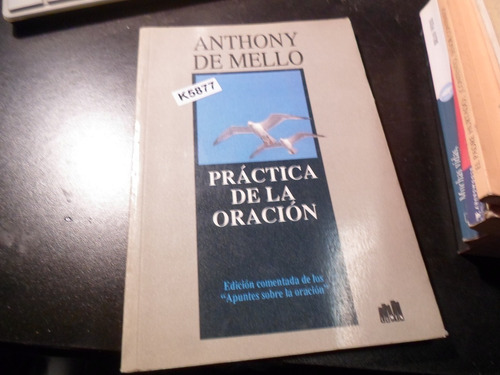 ANTHONY
DE MELLO
K5877
PRÁCTICA
DE LA
ORACIÓN
Edición comentada de los
"Apuntes sobre la oración"